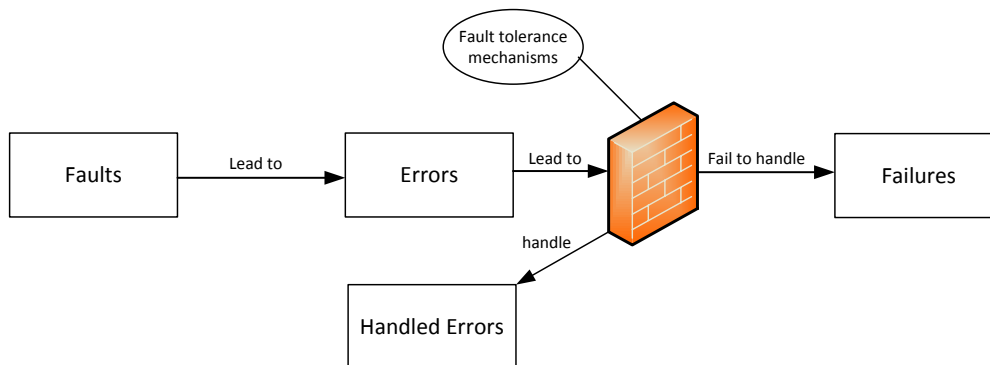 Fault tolerance
mechanisms
Faults
Lead to
Errors
Lead to
Fail to handle
Failures
handle
Handled Errors